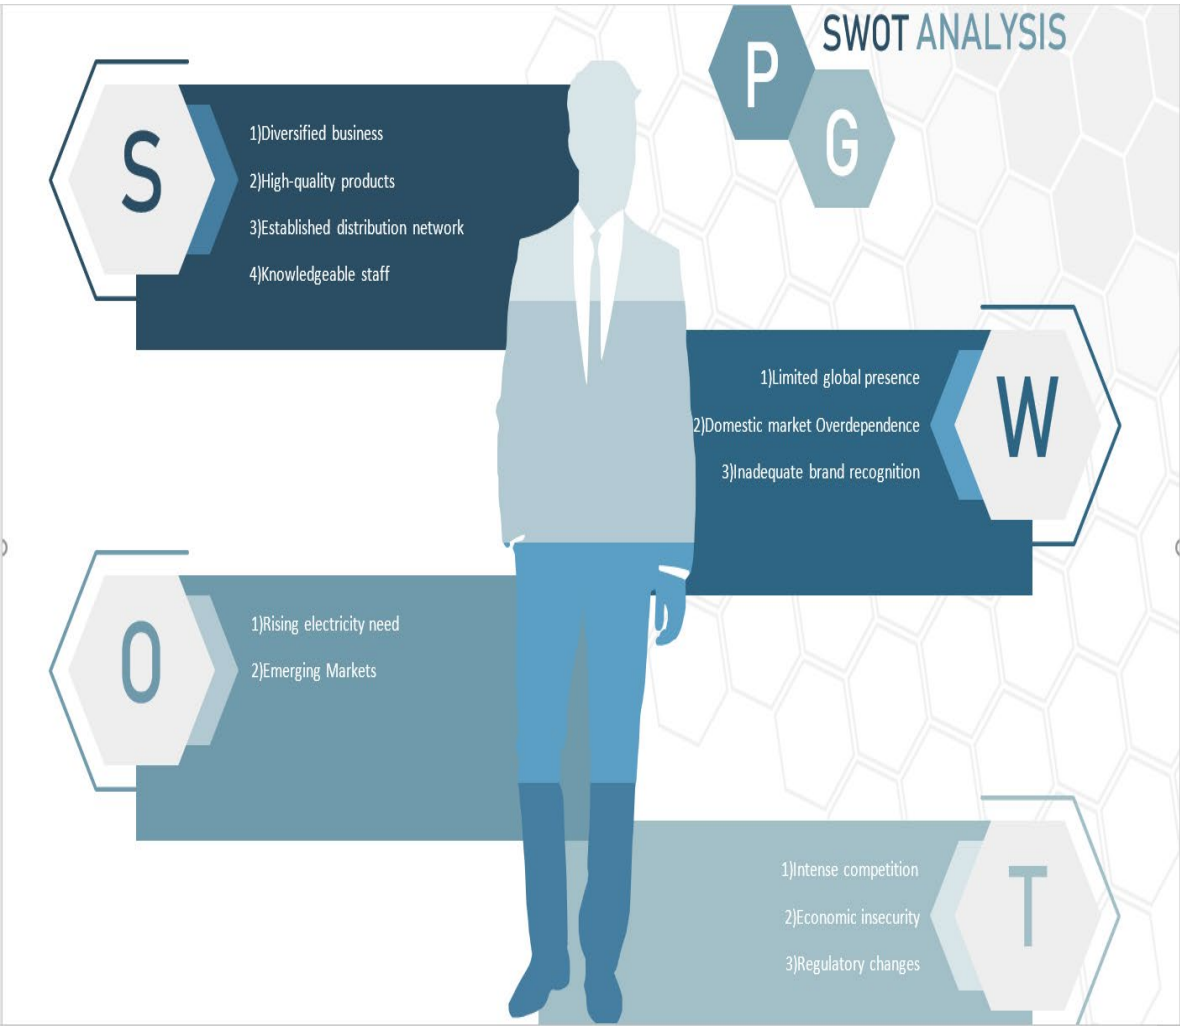 SWOT ANALYSIS
P
G
S
1)Diversified business
2)High-quality products
3)Established distribution network
4)Knowledgeable staff
W
1)Limited global presence
2)Domestic market Overdependence
3)Inadequate brand recognition
O
1)Rising electricity need
2)Emerging Markets
T
1)Intense competition
2)Economic insecurity
3)Regulatory changes